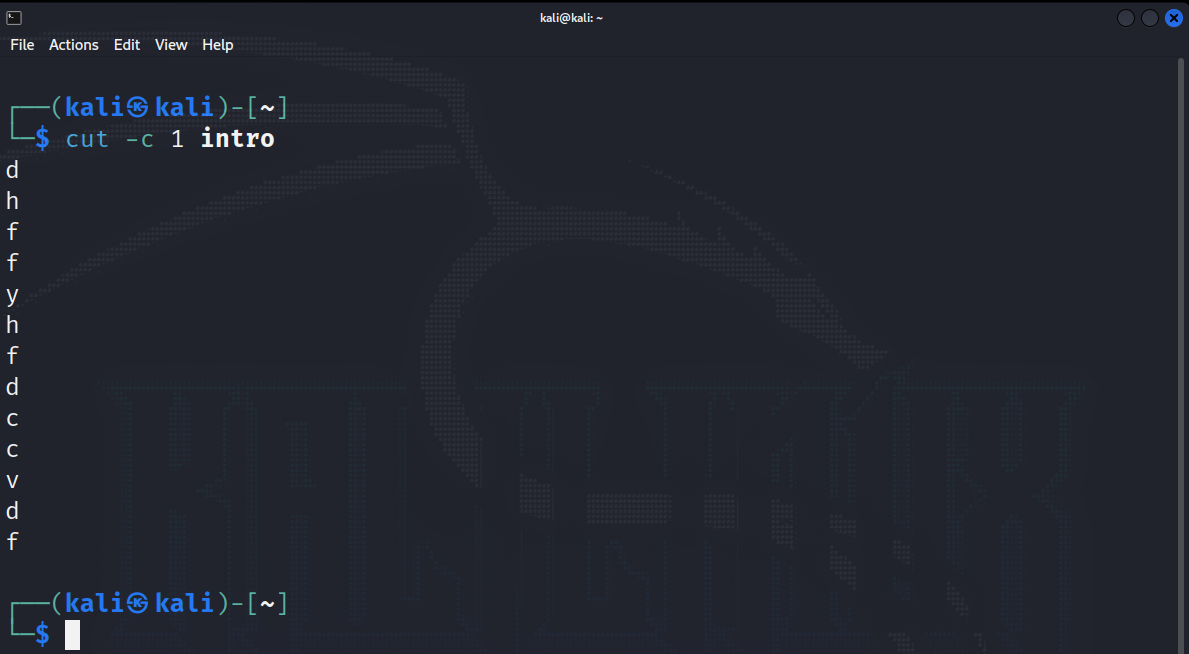 kali@kali: ~
File Actions Edit View Help
┌──(kali㉿kali)-[~]
└─$ cut -c 1 intro
d
h
f
f
y
h
f
d
c
c
v
d
f
┌──(kali㉿kali)-[~]
└─$